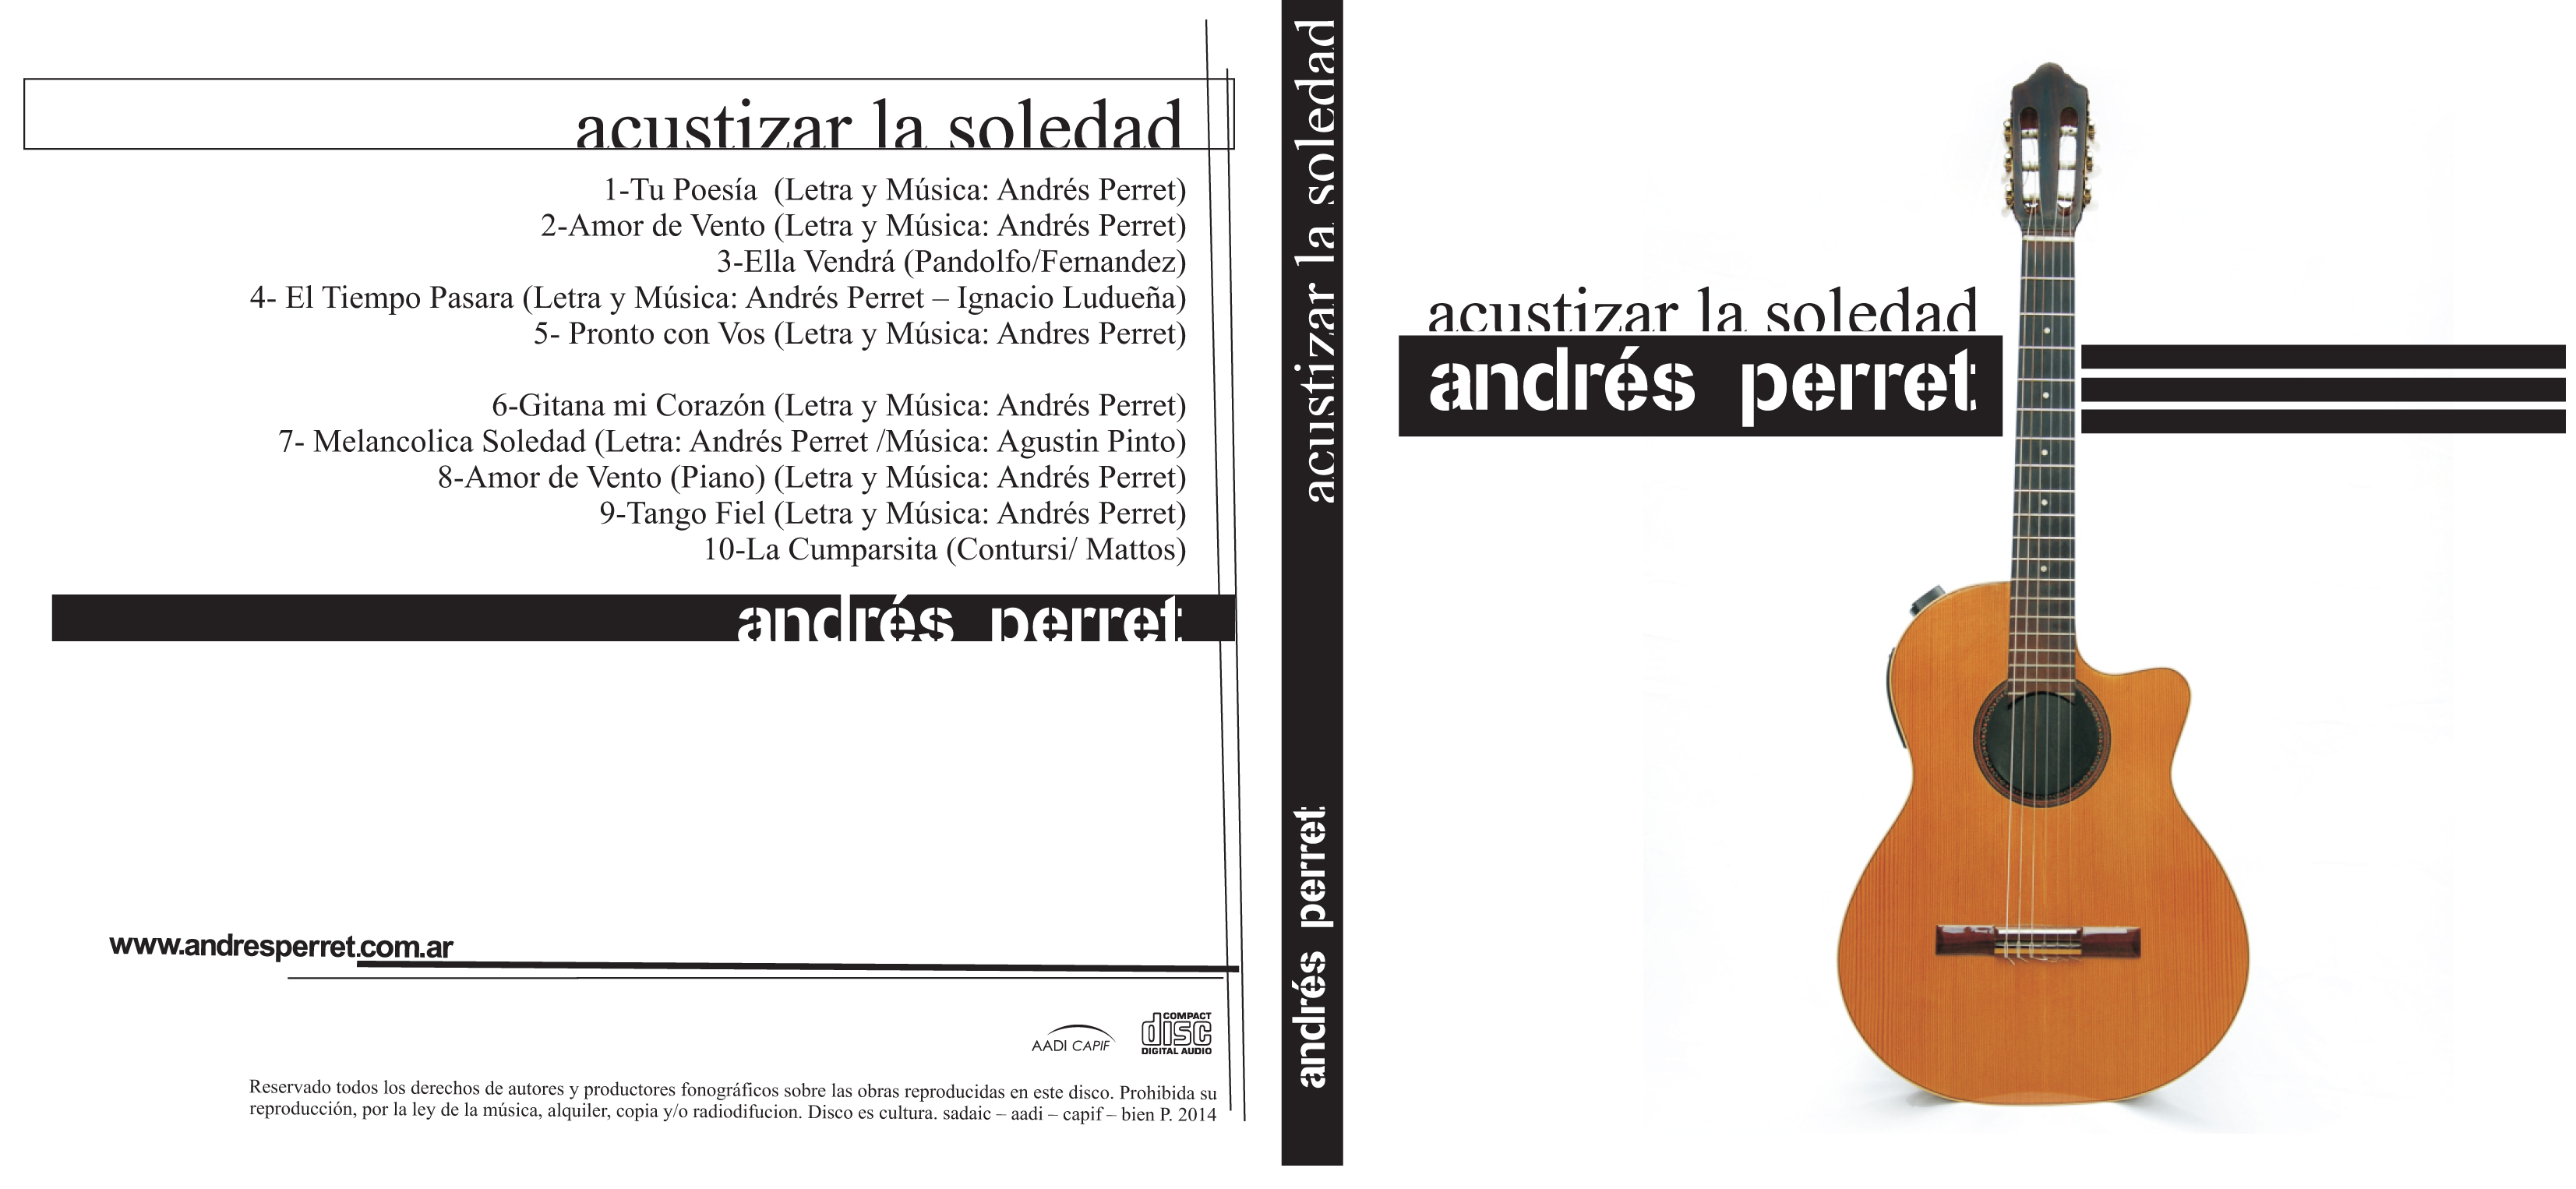 acustizar la soledad
1-Tu Poesía  (Letra y Música: Andrés Perret)
2-Amor de Vento (Letra y Música: Andrés Perret)
3-Ella Vendrá (Pandolfo/Fernandez)
4- El Tiempo Pasara (Letra y Música: Andrés Perret – Ignacio Ludueña)
5- Pronto con Vos (Letra y Música: Andres Perret)
6-Gitana mi Corazón (Letra y Música: Andrés Perret)
7- Melancolica Soledad (Letra: Andrés Perret /Música: Agustin Pinto)
8-Amor de Vento (Piano) (Letra y Música: Andrés Perret)
9-Tango Fiel (Letra y Música: Andrés Perret)
10-La Cumparsita (Contursi/ Mattos)
andrés perret
www.andresperret.com.ar
AADI CAPIF
COMPACT
disc
DIGITAL AUDIO
Reservado todos los derechos de autores y productores fonográficos sobre las obras reproducidas en este disco. Prohibida su
reproducción, por la ley de la música, alquiler, copia y/o radiodifucion. Disco es cultura. sadaic – aadi – capif – bien P. 2014
andrés perret acustizar la soledad
acustizar la soledad
andrés perret